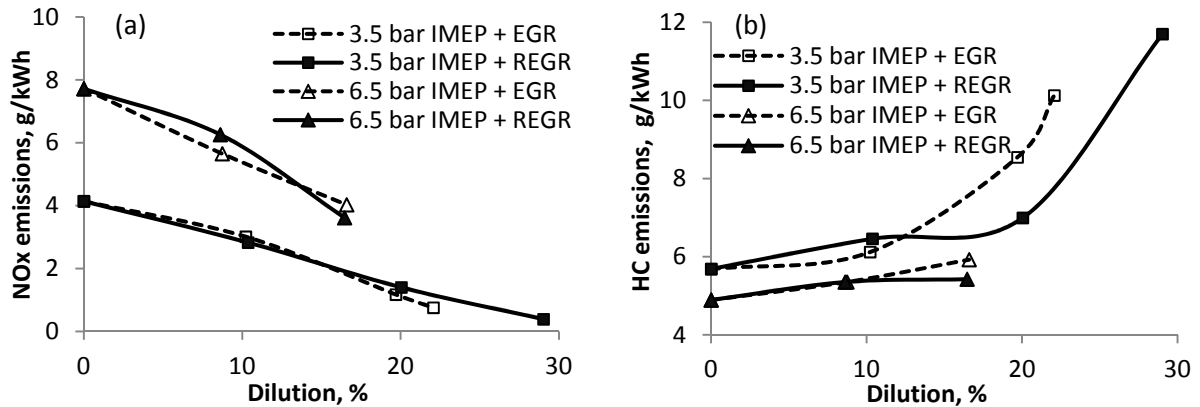 (a)
3.5 bar IMEP + EGR
3.5 bar IMEP + REGR
6.5 bar IMEP + EGR
6.5 bar IMEP + REGR
NOx emissions, g/kWh
10
8
6
4
2
0
0 10 20 30
Dilution, %
(b)
3.5 bar IMEP + EGR
3.5 bar IMEP + REGR
6.5 bar IMEP + EGR
6.5 bar IMEP + REGR
HC emissions, g/kWh
12
10
8
6
4
0 10 20 30
Dilution, %